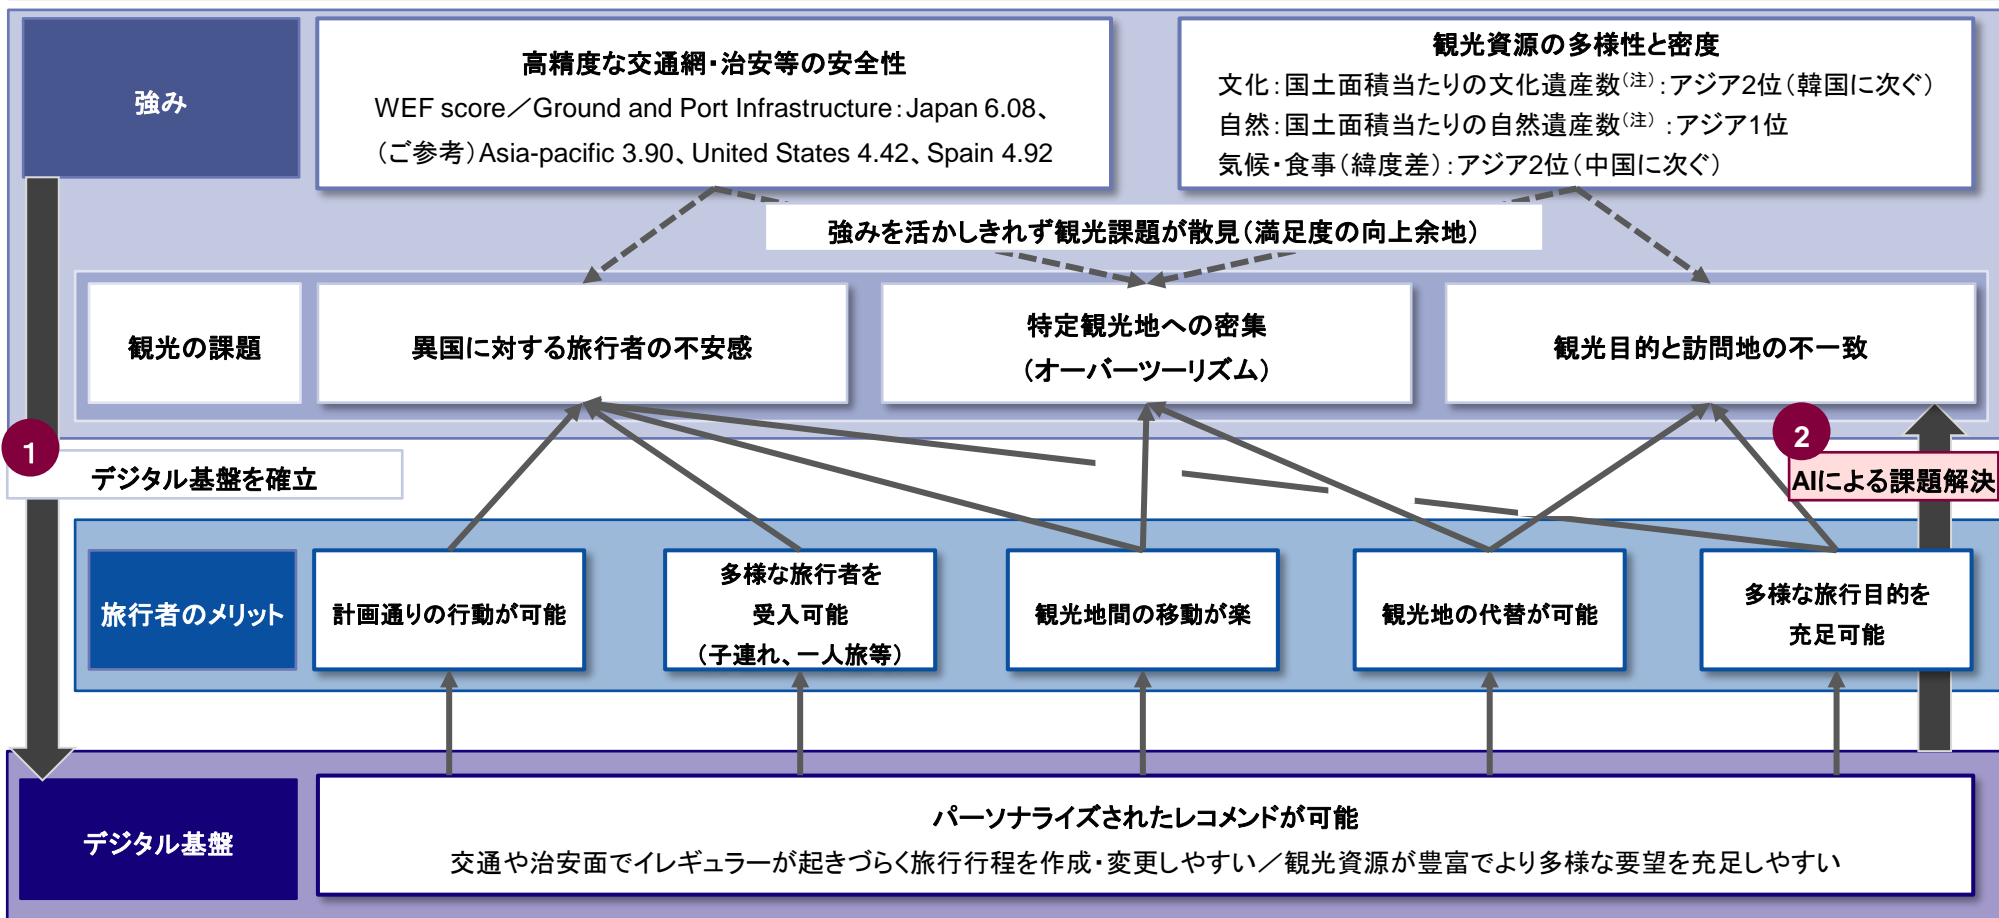 強み
高精度な交通網・治安等の安全性
WEF score／Ground and Port Infrastructure：Japan 6.08、
（ご参考）Asia-pacific 3.90、United States 4.42、Spain 4.92
観光資源の多様性と密度
文化：国土面積当たりの文化遺産数（注）：アジア2位（韓国に次ぐ）
自然：国土面積当たりの自然遺産数（注）：アジア1位
気候・食事（緯度差）：アジア2位（中国に次ぐ）
強みを活かしきれず観光課題が散見（満足度の向上余地）
観光の課題
異国に対する旅行者の不安感
特定観光地への密集
（オーバーツーリズム）
観光目的と訪問地の不一致
1
デジタル基盤を確立
2
AIによる課題解決
旅行者のメリット
計画通りの行動が可能
多様な旅行者を
受入可能
（子連れ、一人旅等）
観光地間の移動が楽
観光地の代替が可能
多様な旅行目的を
充足可能
デジタル基盤
パーソナライズされたレコメンドが可能
交通や治安面でイレギュラーが起きづらく旅行行程を作成・変更しやすい／観光資源が豊富でより多様な要望を充足しやすい